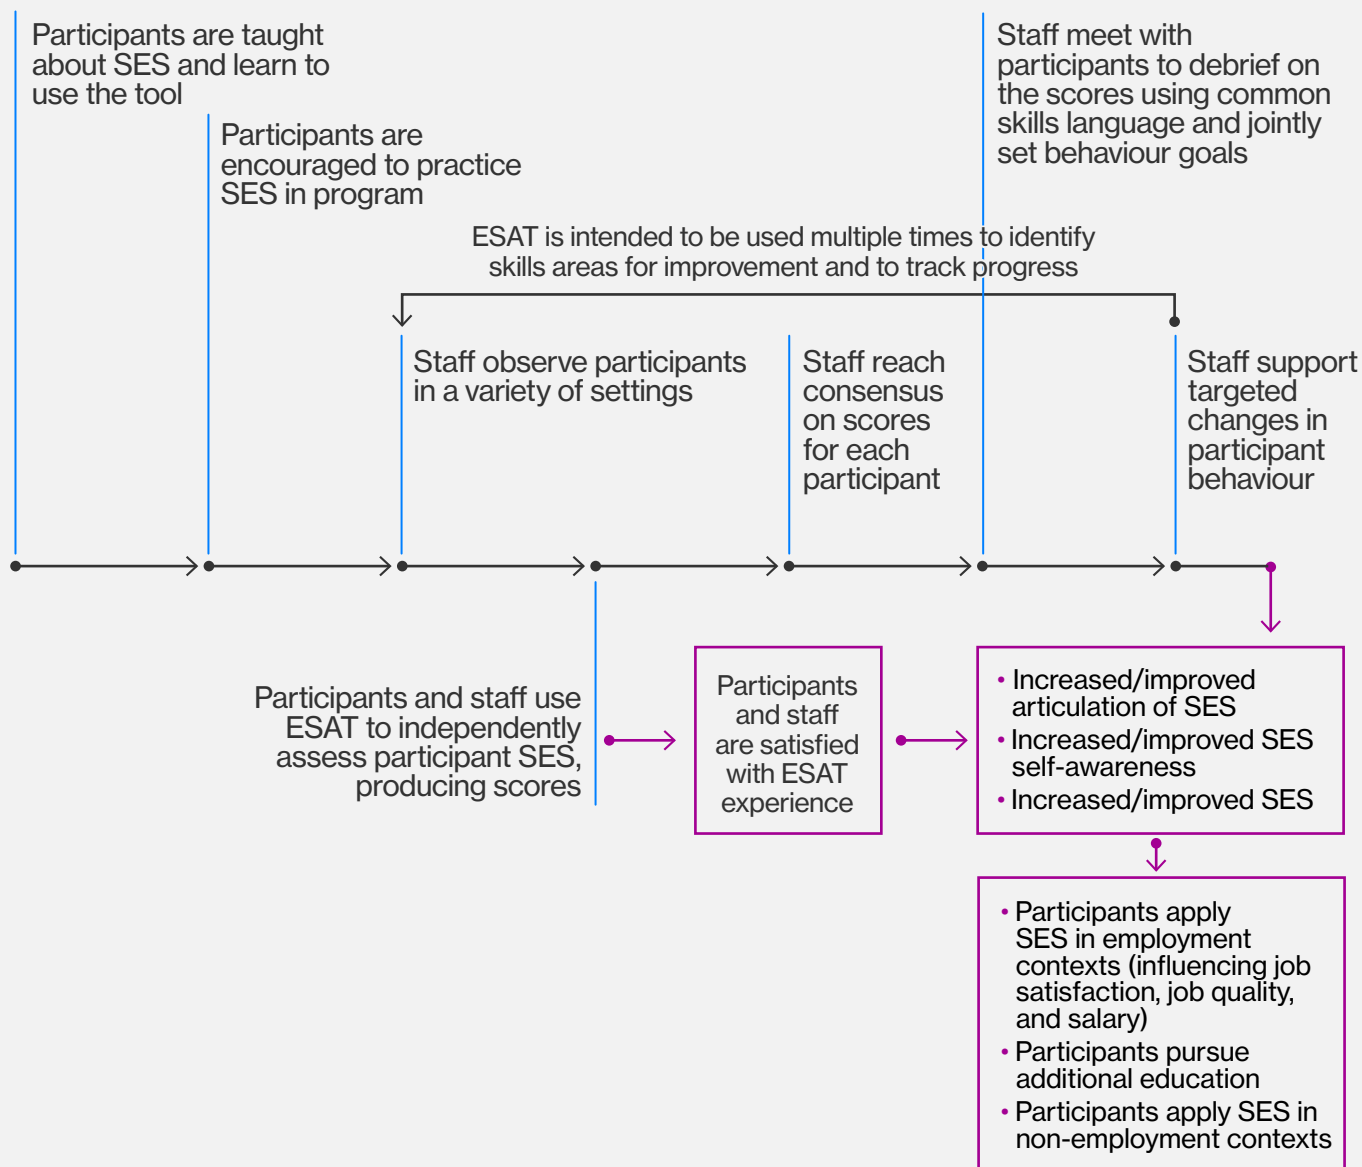 Participants are taught
about SES and learn to
use the tool
Participants are
encouraged to practice
SES in program
Staff meet with
participants to debrief on
the scores using common
skills language and jointly
set behaviour goals
ESAT is intended to be used multiple times to identify
skills areas for improvement and to track progress
Staff observe participants
in a variety of settings
Staff reach
consensus
on scores
for each
participant
Staff support
targeted
changes in
participant
behaviour
Participants and staff use
ESAT to independently
assess participant SES,
producing scores
Participants
and staff
are satisfied
with ESAT
experience
• Increased/improved
articulation of SES
• Increased/improved SES
self-awareness
• Increased/improved SES
• Participants apply
SES in employment
contexts (influencing job
satisfaction, job quality,
and salary)
• Participants pursue
additional education
• Participants apply SES in
non-employment contexts